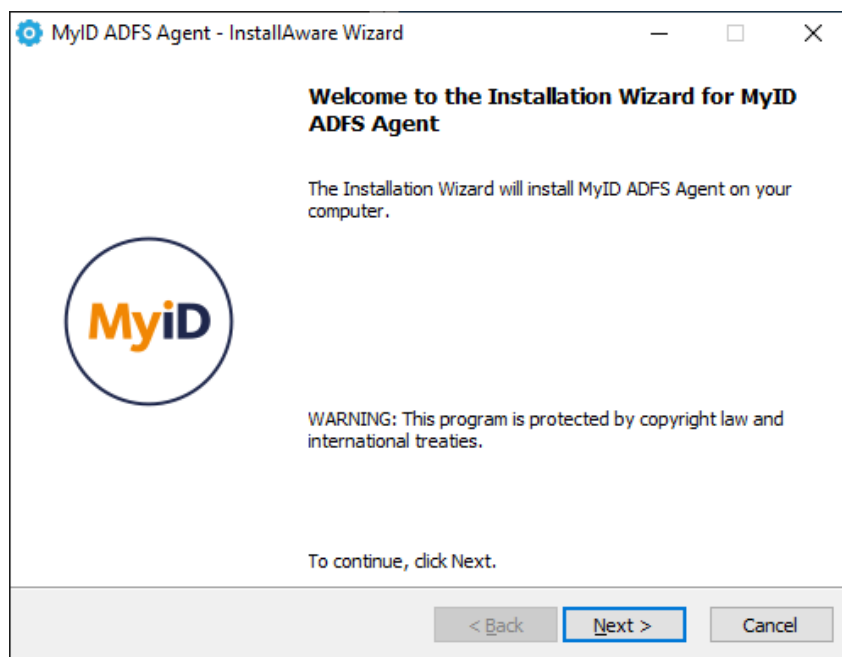 MyID ADFS Agent - InstallAware Wizard
Welcome to the Installation Wizard for MyID
ADFS Agent
The Installation Wizard will install MyID ADFS Agent on your
computer.
MyiD
WARNING: This program is protected by copyright law and
international treaties.
To continue, click Next.
< Back
Next >
Cancel